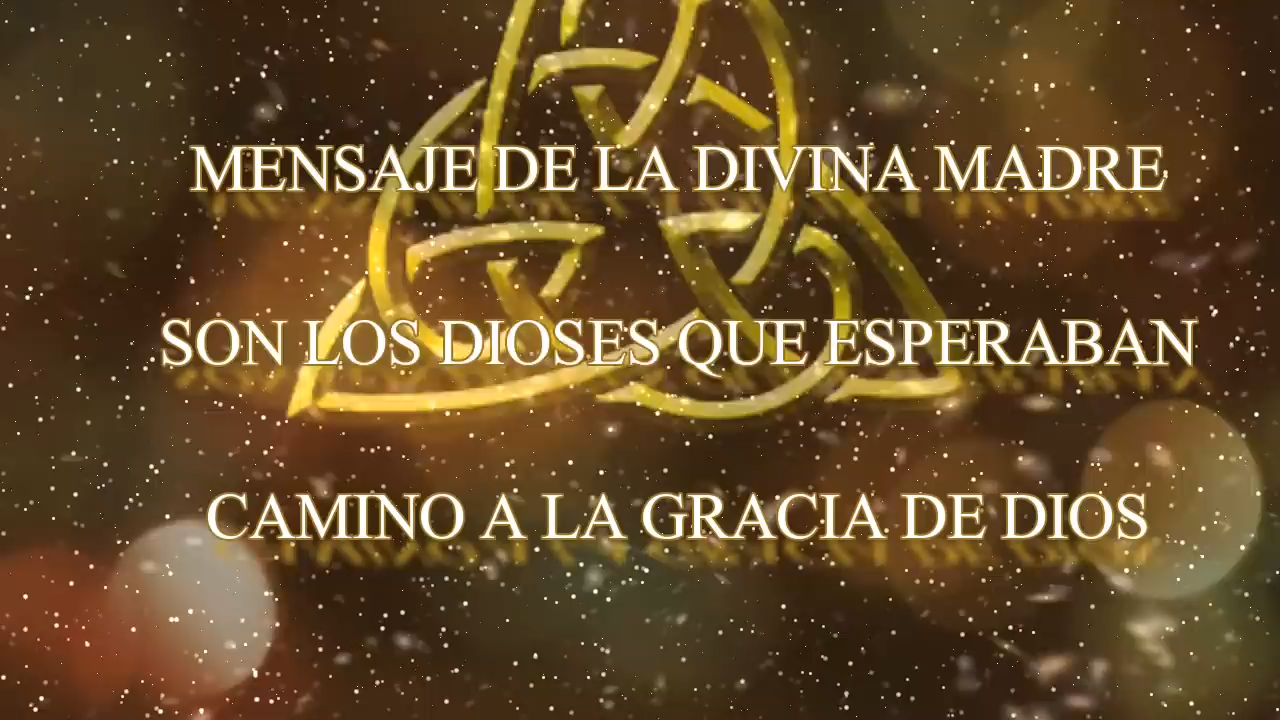 MENSAJE DE LA DIVINA MADRE
SON LOS DIOSES QUE ESPERABAN
CAMINO A LA GRACIA DE DIOS